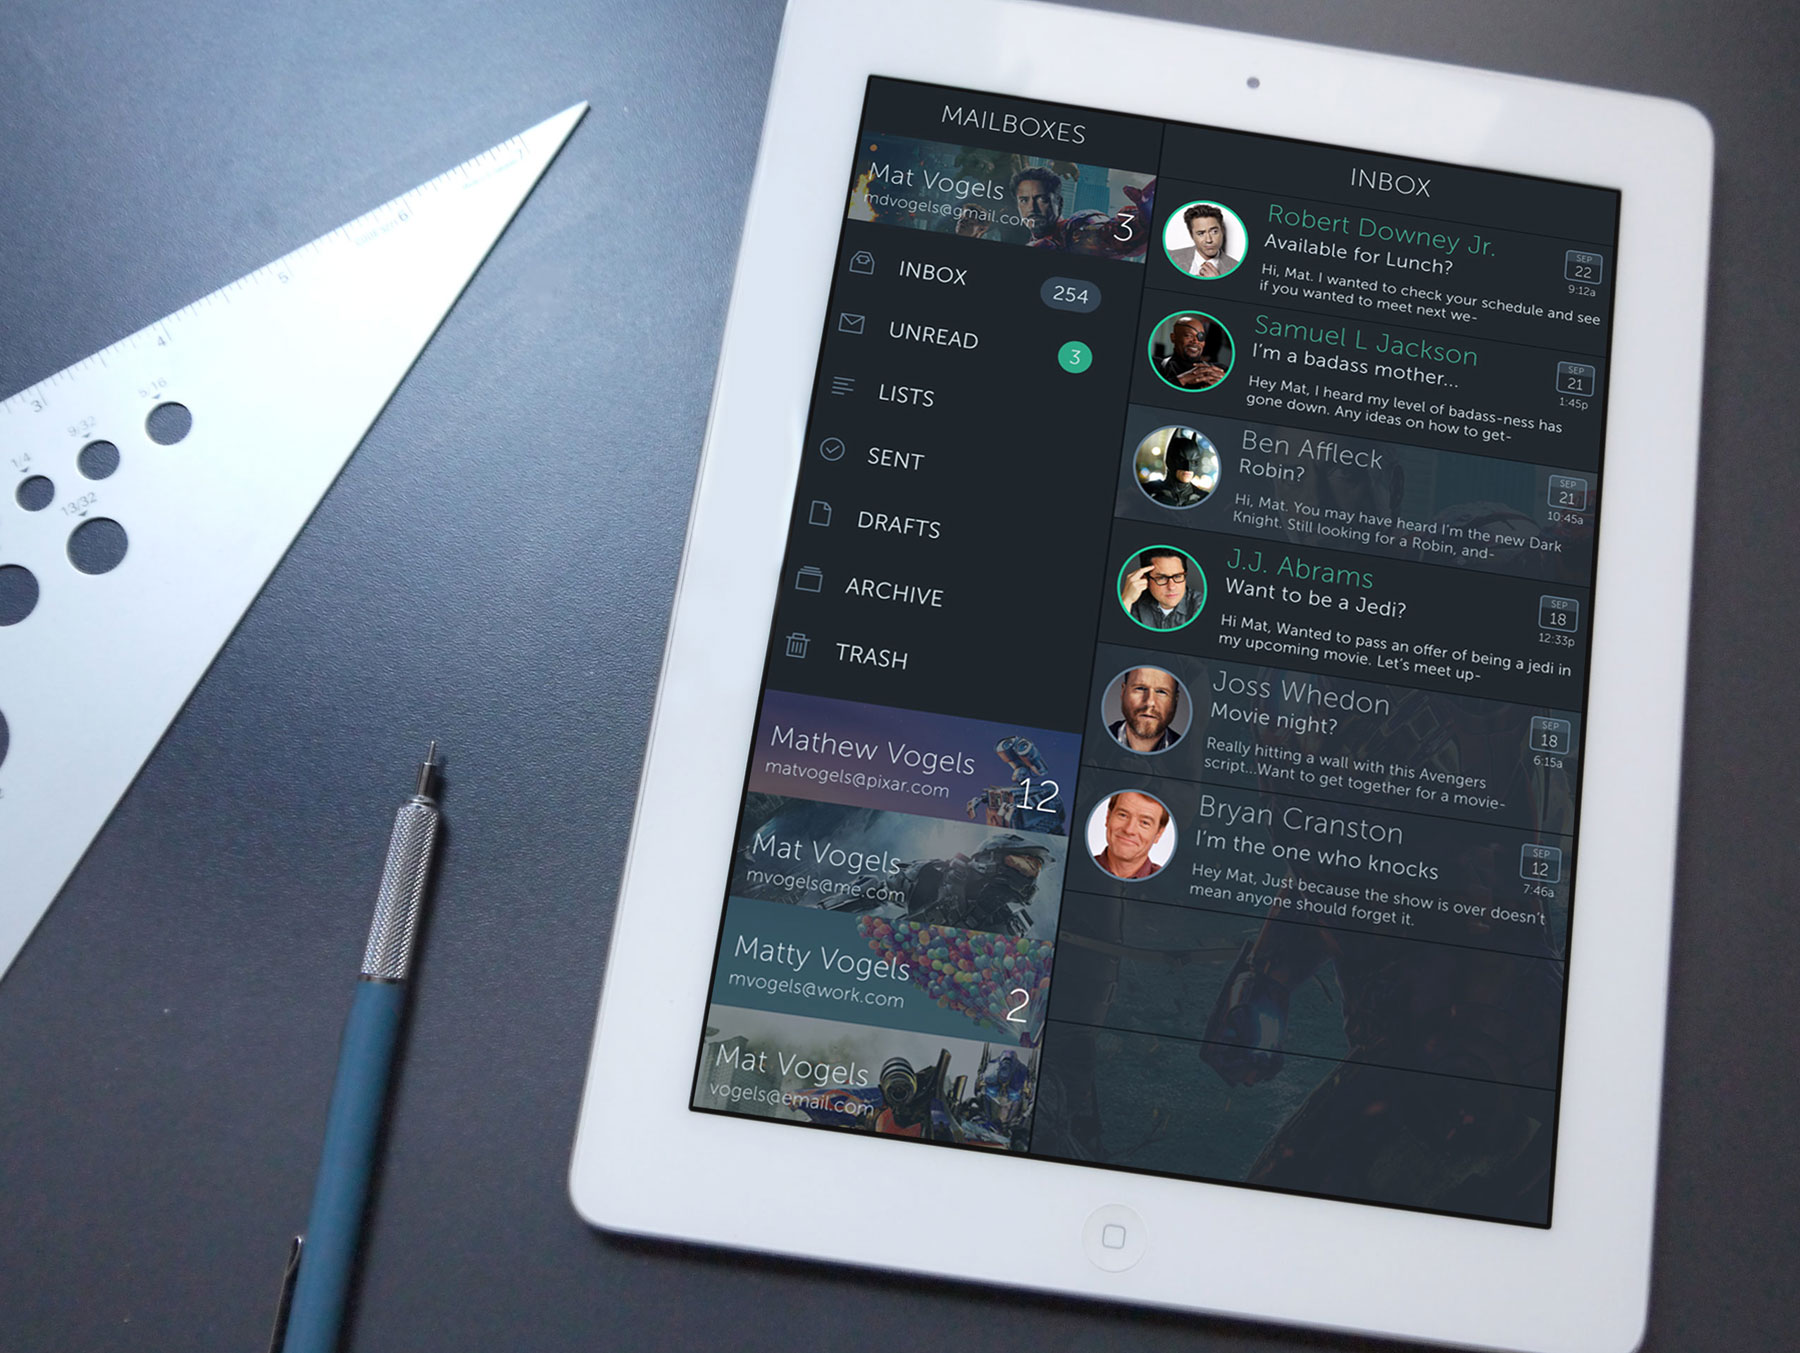 MAILBOXES
Mat Vogels
mdvogels@gmail.com
3
INBOX
254
UNREAD
3
LISTS
SENT
DRAFTS
ARCHIVE
TRASH
Mathew Vogels
matvogels@pixar.com
12
Mat Vogels
mvogels@me.com
Matty Vogels
mvogels@work.com
2
Mat Vogels
vogels@email.com
INBOX
Robert Downey Jr.
Available for Lunch?
Hi, Mat. I wanted to check your schedule and see
if you wanted to meet next we-
SEP
22
9:12a
Samuel L Jackson
I'm a badass mother...
Hey Mat, I heard my level of badass-ness has
gone down. Any ideas on how to get-
SEP
21
1:45p
Ben Affleck
Robin?
Hi, Mat. You may have heard I'm the new Dark
Knight. Still looking for a Robin, and-
SEP
21
10:45a
J.J. Abrams
Want to be a Jedi?
Hi Mat, Wanted to pass an offer of being a jedi in
my upcoming movie. Let's meet up-
SEP
18
12:33p
Joss Whedon
Movie night?
Really hitting a wall with this Avengers
script...Want to get together for a movie-
SEP
18
6:15a
Bryan Cranston
I'm the one who knocks
Hey Mat, Just because the show is over doesn't
mean anyone should forget it.
SEP
12
7:46a
3
4
5
6
7
5/16
9/32
1/4
13/32